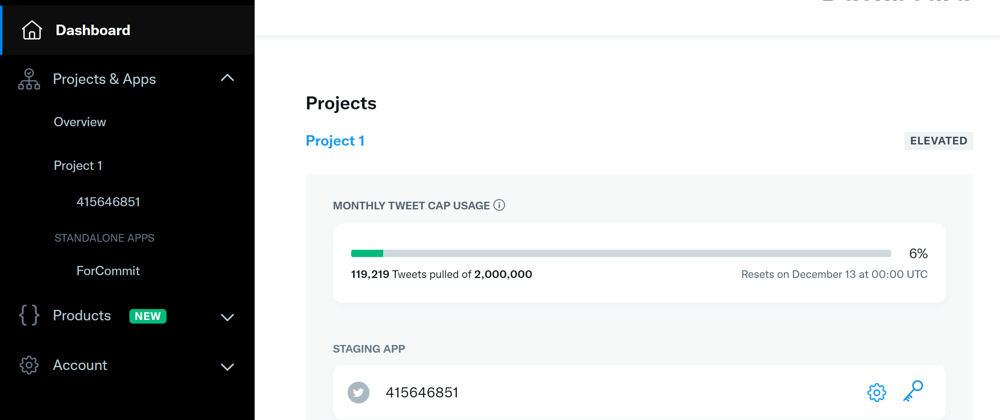 Dashboard
Projects & Apps
Overview
Project 1
415646851
STANDALONE APPS
ForCommit
Products NEW
Account
Projects
Project 1
ELEVATED
MONTHLY TWEET CAP USAGE
6%
119,219 Tweets pulled of 2,000,000
Resets on December 13 at 00:00 UTC
STAGING APP
415646851